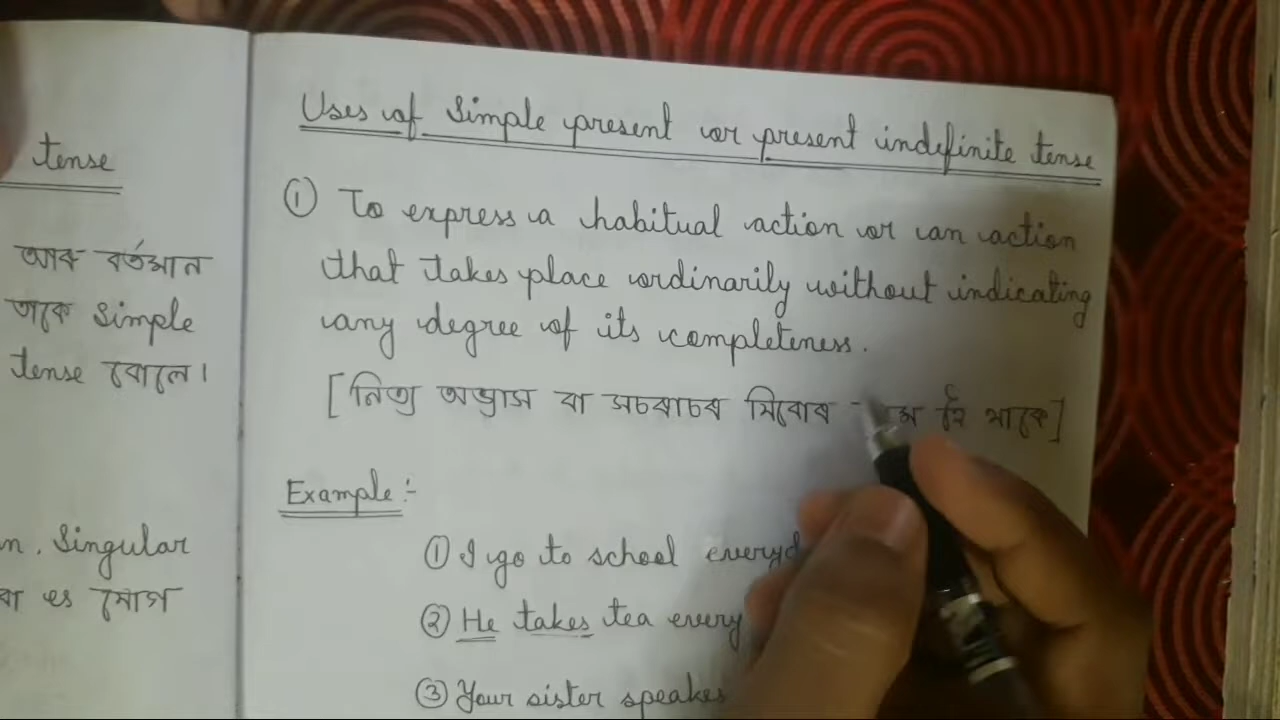 tense
আৰু বৰ্তমান
তাকে Simple
tense বোলে।
n. Singular
বা es যোগ
Uses of Simple present or present indefinite tense
① To express a habitual action or an action
that takes place ordinarily without indicating
any degree of its completeness.
[নিত্য অভ্যাস বা সচৰাচৰ যিবোৰ হৈ থাকে]
Example :-
① I go to school everyd
② He takes tea every
③ Your sister speakes